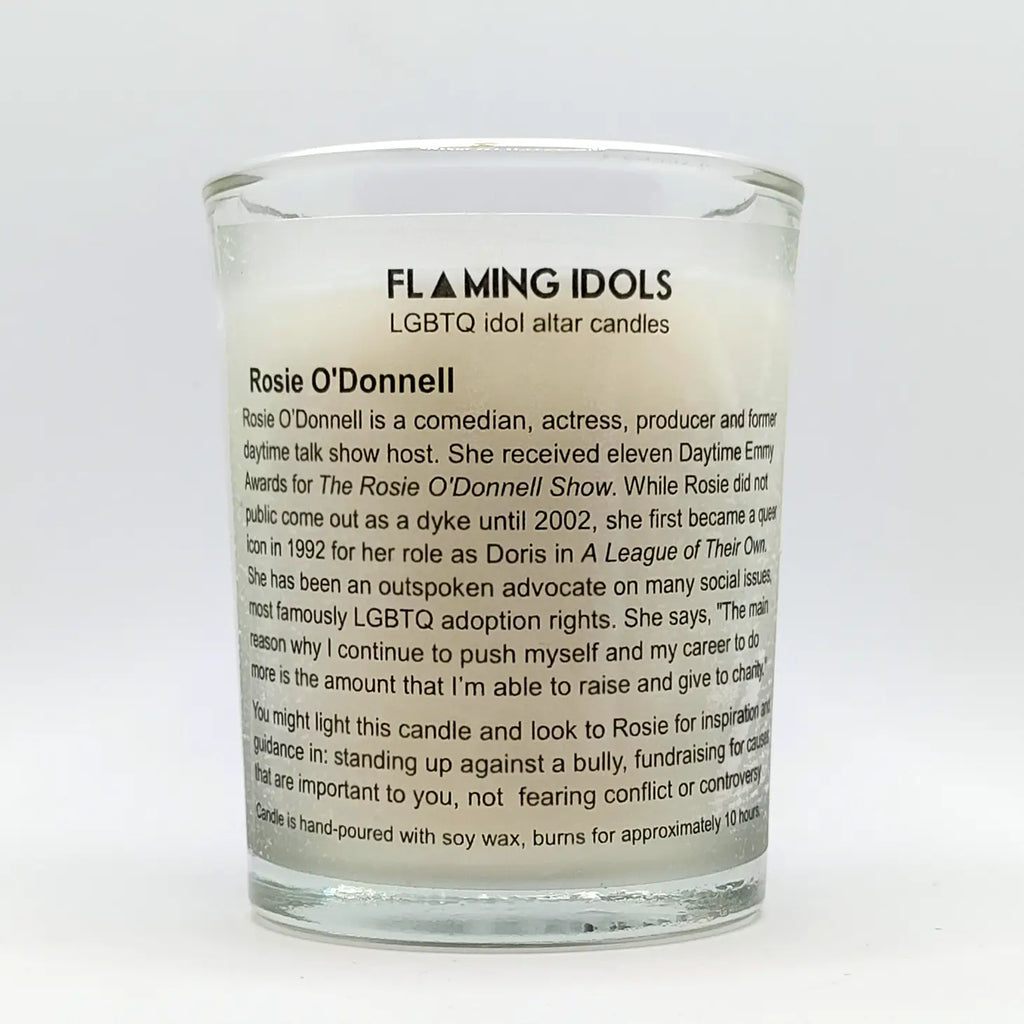 FL▲MING IDOLS
LGBTQ idol altar candles
Rosie O'Donnell
Rosie O'Donnell is a comedian, actress, producer and former
daytime talk show host. She received eleven Daytime Emmy
Awards for The Rosie O'Donnell Show. While Rosie did not
public come out as a dyke until 2002, she first became a queer
icon in 1992 for her role as Doris in A League of Their Own.
She has been an outspoken advocate on many social issues,
most famously LGBTQ adoption rights. She says, "The main
reason why I continue to push myself and my career to do
more is the amount that I'm able to raise and give to charity."
You might light this candle and look to Rosie for inspiration and
guidance in: standing up against a bully, fundraising for causes
that are important to you, not fearing conflict or controversy
Candle is hand-poured with soy wax, burns for approximately 10 hours.